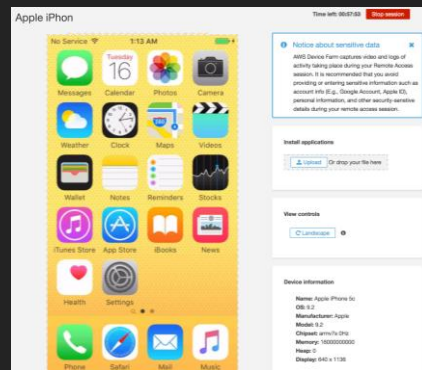 Apple iPhon
Time left: 00:57:53 Stop session
No Service 1:13 AM
Tuesday
16
Messages Calendar Photos Camera
Weather Clock Maps Videos
Wallet Notes Reminders Stocks
iTunes Store App Store iBooks News
Health Settings
Phone Safari Mail Music
Notice about sensitive data
AWS Device Farm captures video and logs of
activity taking place during your Remote Access
session. It is recommended that you avoid
providing or entering sensitive information such as
account info (E.g., Google Account, Apple ID),
personal information, and other security-sensitive
details during your remote access session.
Install applications
Upload Or drop your file here
View controls
Landscape
Device information
Name: Apple iPhone 5c
OS: 9.2
Manufacturer: Apple
Model: 9.2
Chipset: armv7s 0Hz
Memory: 16000000000
Heap: 0
Display: 640 x 1136